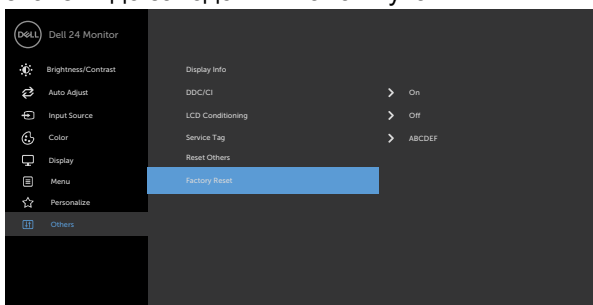 DELL Dell 24 Monitor
Brightness/Contrast Display Info
Auto Adjust DDC/CI On
Input Source LCD Conditioning Off
Color Service Tag ABCDEF
Display Reset Others
Menu Factory Reset
Personalize
Others